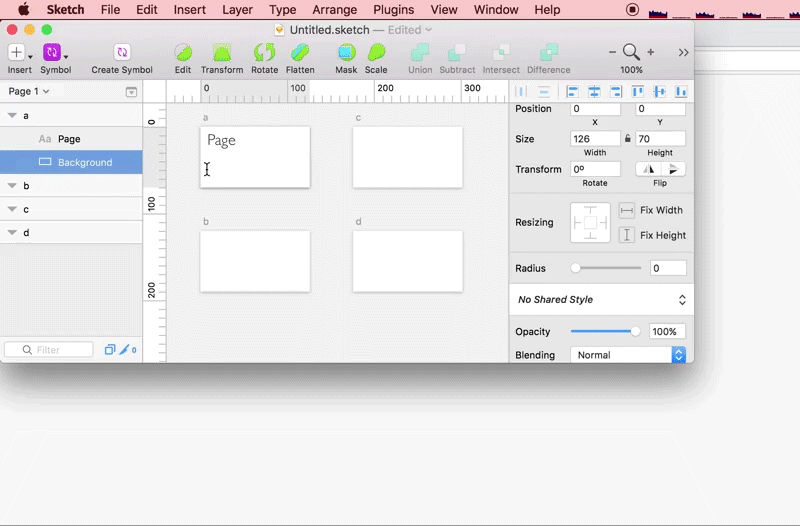 Sketch File Edit Insert Layer Type Arrange Plugins View Window Help
Untitled.sketch — Edited
Insert Symbol Create Symbol Edit Transform Rotate Flatten Mask Scale Union Subtract Intersect Difference 100%
Page 1
0 100 200 300
a
Aa Page
Background
b
c
d
Filter
0
0
100
200
a
Page
c
b
d
Position 0 0
X Y
Size 126 70
Width Height
Transform 0º
Rotate Flip
Resizing
Fix Width
Fix Height
Radius 0
No Shared Style
Opacity 100%
Blending Normal